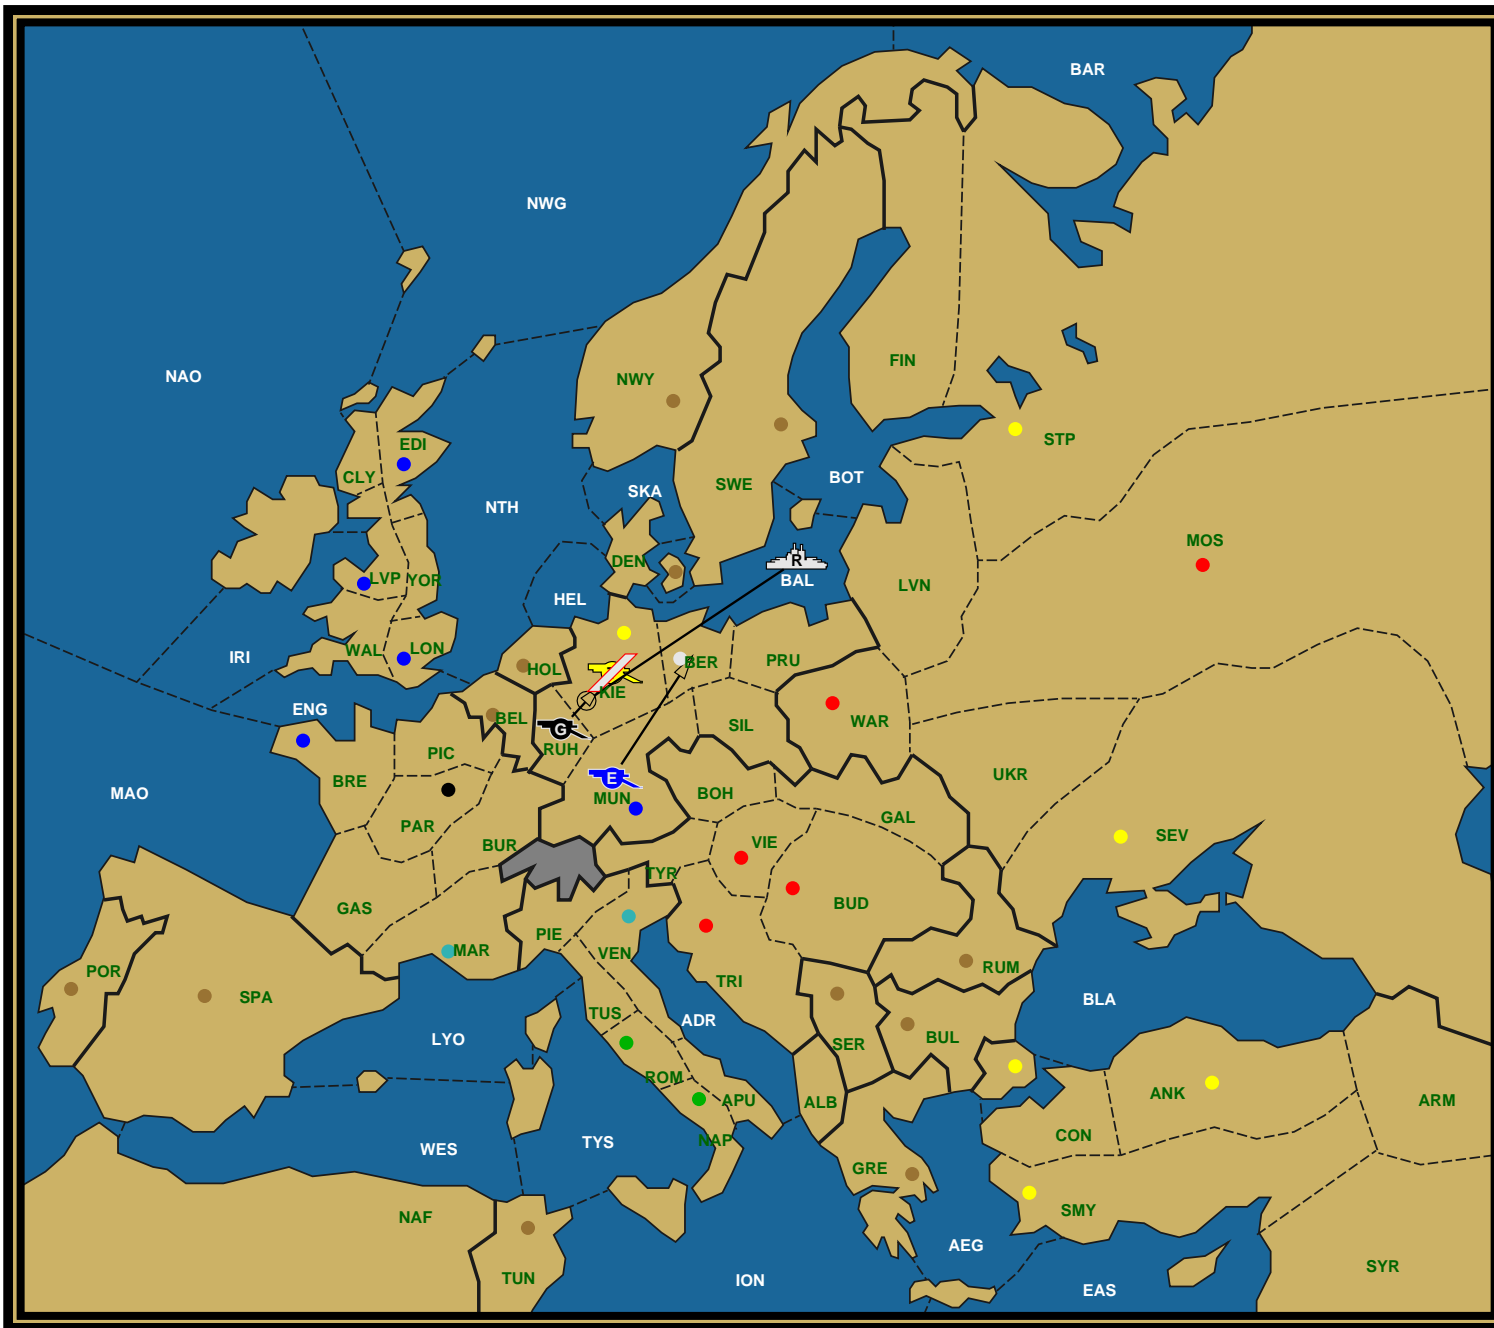 BAR
NWG
NAO
FIN
NWY
EDI
STP
CLY
SWE
BOT
SKA
NTH
MOS
R
DEN
BAL
LVP
YOR
LVN
HEL
WAL
LON
IRI
HOL
BER
PRU
KIE
ENG
BEL
WAR
SIL
G
RUH
PIC
UKR
E
MUN
BOH
BRE
MAO
GAL
PAR
SEV
VIE
BUR
TYR
BUD
GAS
PIE
MAR
VEN
RUM
POR
TRI
SPA
BLA
TUS
ADR
LYO
BUL
SER
ROM
ANK
APU
ALB
ARM
CON
NAP
TYS
WES
GRE
SMY
NAF
AEG
SYR
TUN
ION
EAS